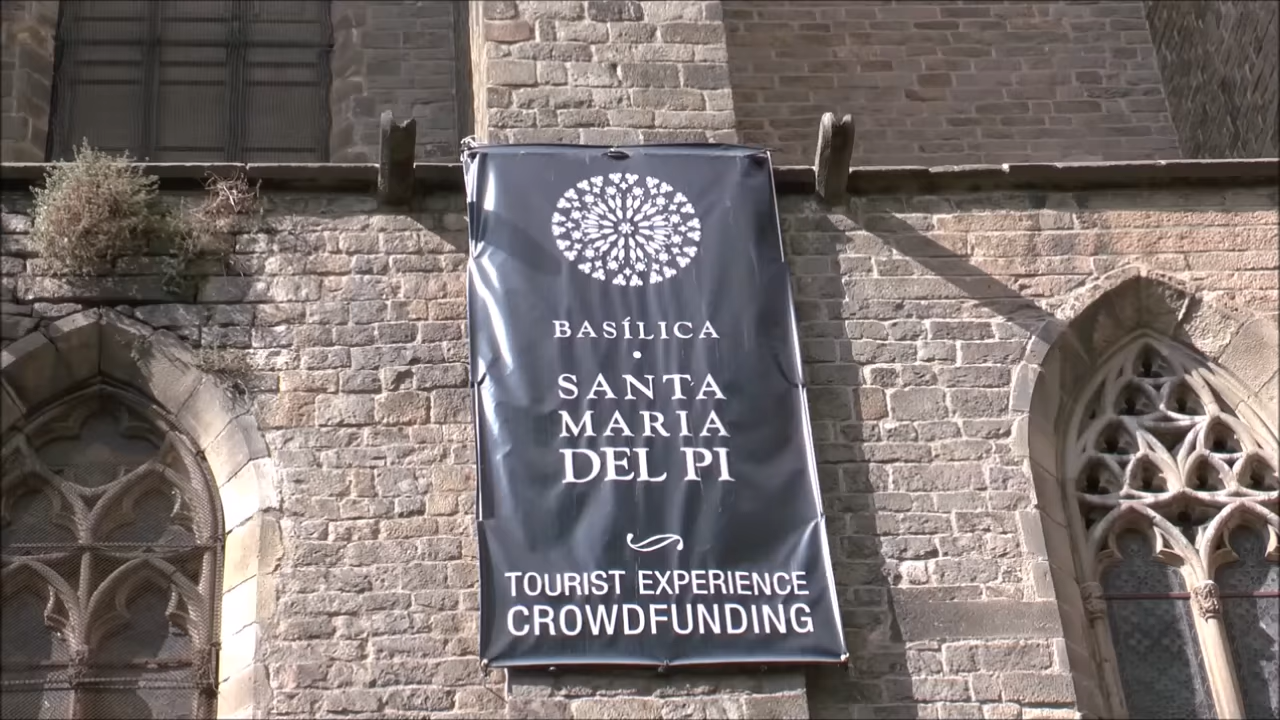 BASÍLICA
SANTA
MARIA
DEL PI
TOURIST EXPERIENCE
CROWDFUNDING